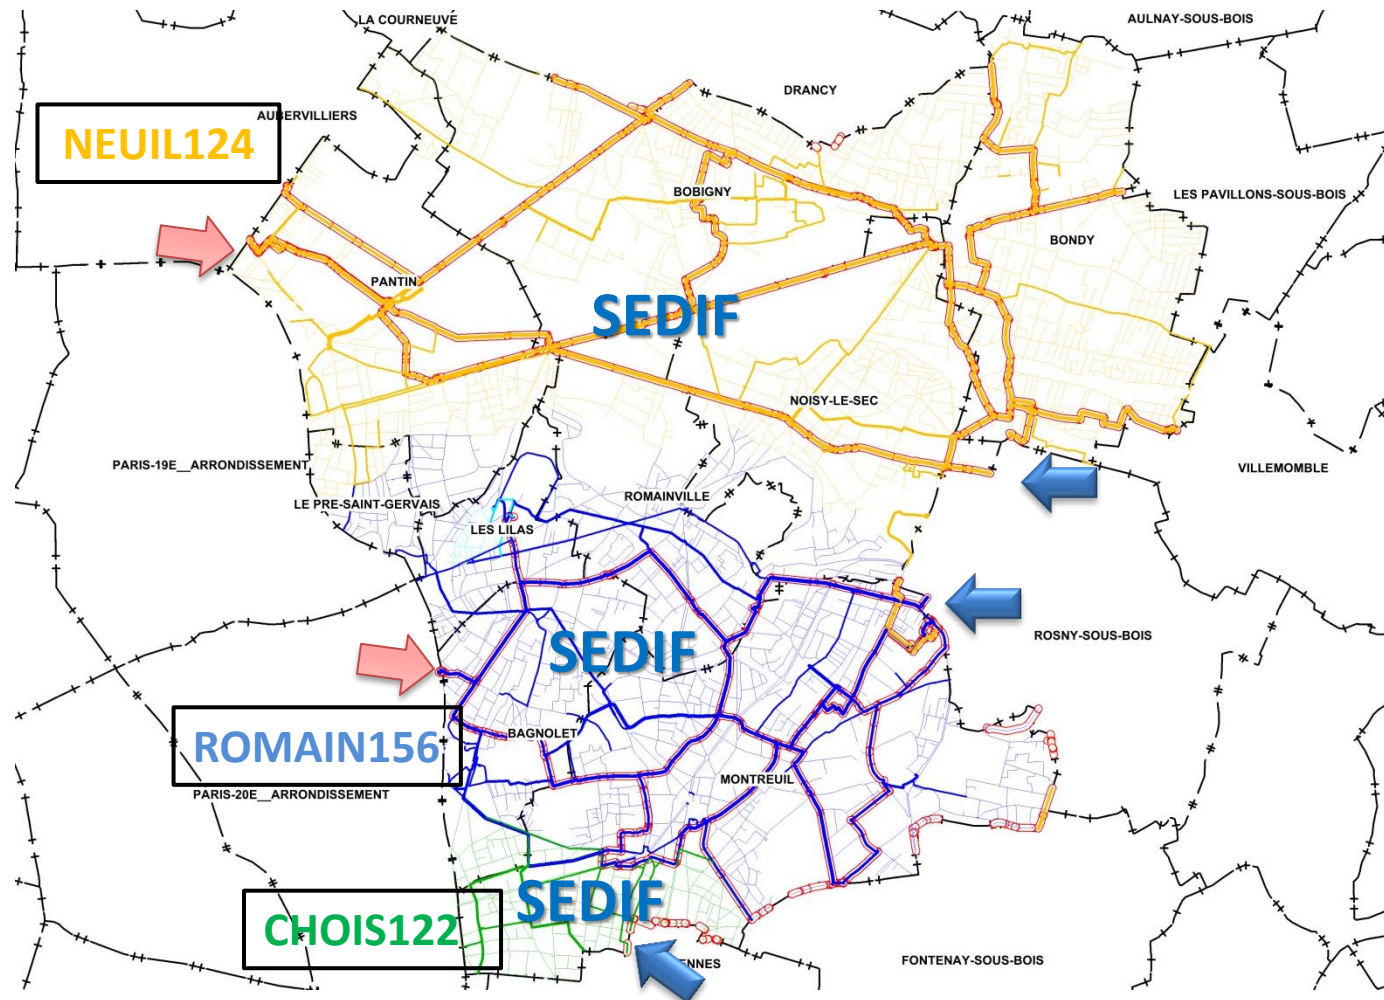 LA COURNEUVE
AULNAY-SOUS-BOIS
DRANCY
AUBERVILLIERS
NEUIL124
BOBIGNY
LES PAVILLONS-SOUS-BOIS
BONDY
PANTIN
SEDIF
NOISY-LE-SEC
PARIS-19E__ARRONDISSEMENT
VILLEMOMBLE
LE PRE-SAINT-GERVAIS
ROMAINVILLE
LES LILAS
ROSNY-SOUS-BOIS
SEDIF
BAGNOLET
ROMAIN156
MONTREUIL
PARIS-20E__ARRONDISSEMENT
SEDIF
CHOIS122
ENNES
FONTENAY-SOUS-BOIS